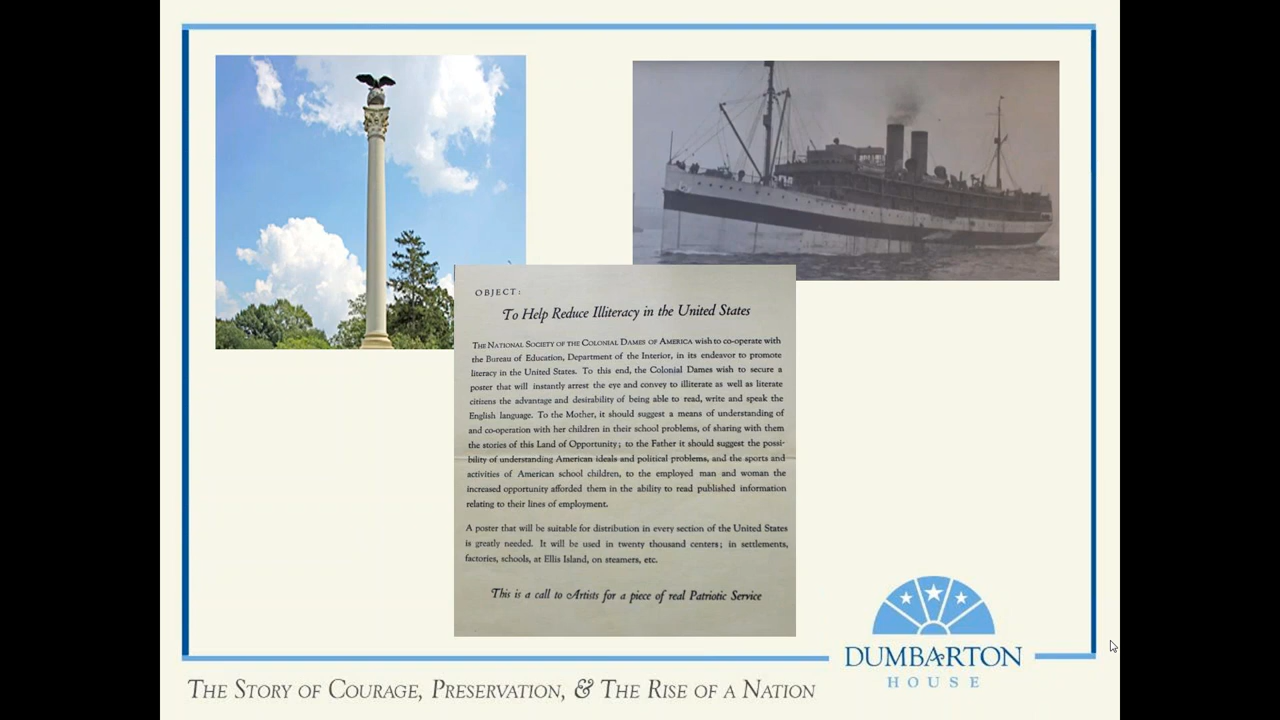 OBJECT:
To Help Reduce Illiteracy in the United States
THE NATIONAL SOCIETY OF THE COLONIAL DAMES OF AMERICA wish to co-operate with
the Bureau of Education, Department of the Interior, in its endeavor to promote
literacy in the United States. To this end, the Colonial Dames wish to secure a
poster that will instantly arrest the eye and convey to illiterate as well as literate
citizens the advantage and desirability of being able to read, write and speak the
English language. To the Mother, it should suggest a means of understanding of
and co-operation with her children in their school problems, of sharing with them
the stories of this Land of Opportunity; to the Father it should suggest the possi-
bility of understanding American ideals and political problems, and the sports and
activities of American school children, to the employed man and woman the
increased opportunity afforded them in the ability to read published information
relating to their lines of employment.
A poster that will be suitable for distribution in every section of the United States
is greatly needed. It will be used in twenty thousand centers; in settlements,
factories, schools, at Ellis Island, on steamers, etc.
This is a call to Artists for a piece of real Patriotic Service
DUMBARTON
HOUSE
THE STORY OF COURAGE, PRESERVATION, & THE RISE OF A NATION